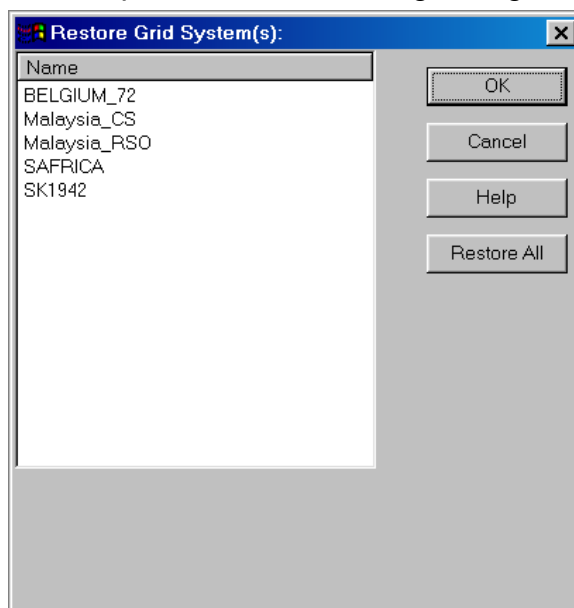 Restore Grid System(s):
Name
BELGIUM_72
Malaysia_CS
Malaysia_RSO
SAFRICA
SK1942
OK
Cancel
Help
Restore All